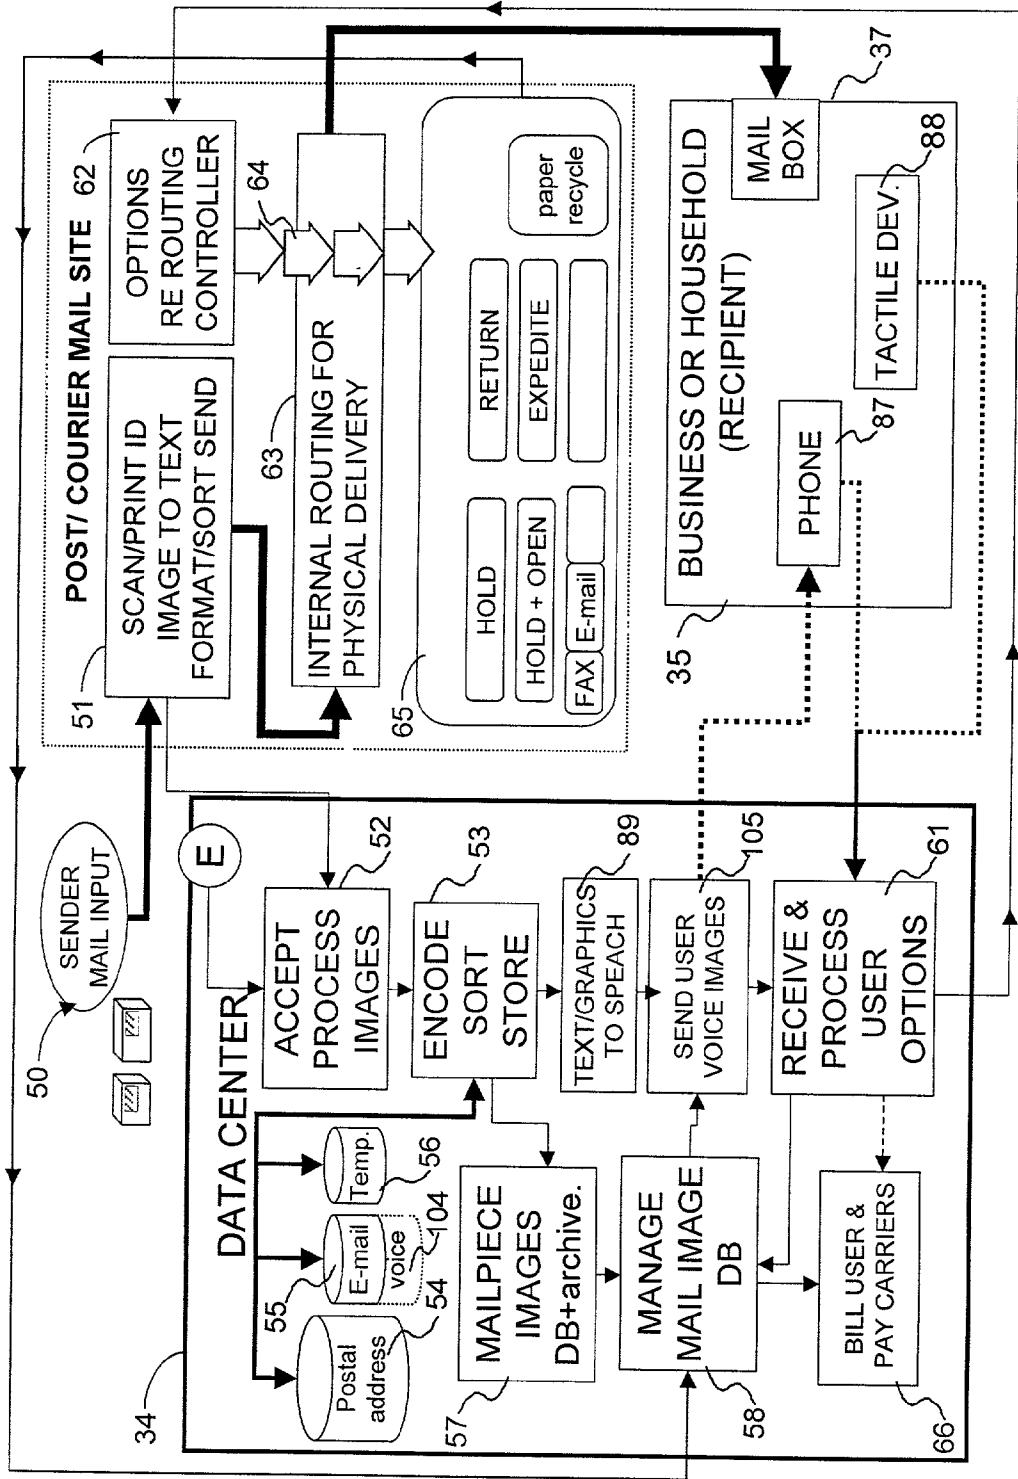 50
SENDER
MAIL INPUT
34
DATA CENTER
E
Postal
address
54
55
E-mail
voice
104
Temp.
56
ACCEPT
PROCESS
IMAGES
52
ENCODE
SORT
STORE
53
TEXT/GRAPHICS
TO SPEACH
89
SEND USER
VOICE IMAGES
105
RECEIVE &
PROCESS
USER
OPTIONS
61
MAILPIECE
IMAGES
DB+archive.
57
MANAGE
MAIL IMAGE
DB
58
BILL USER &
PAY CARRIERS
66
POST/ COURIER MAIL SITE
51
SCAN/PRINT ID
IMAGE TO TEXT
FORMAT/SORT SEND
62
OPTIONS
RE ROUTING
CONTROLLER
63
INTERNAL ROUTING FOR
PHYSICAL DELIVERY
64
65
HOLD
RETURN
HOLD + OPEN
EXPEDITE
FAX
E-mail
paper
recycle
35
BUSINESS OR HOUSEHOLD
(RECIPIENT)
MAIL
BOX
37
PHONE
87
TACTILE DEV.
88